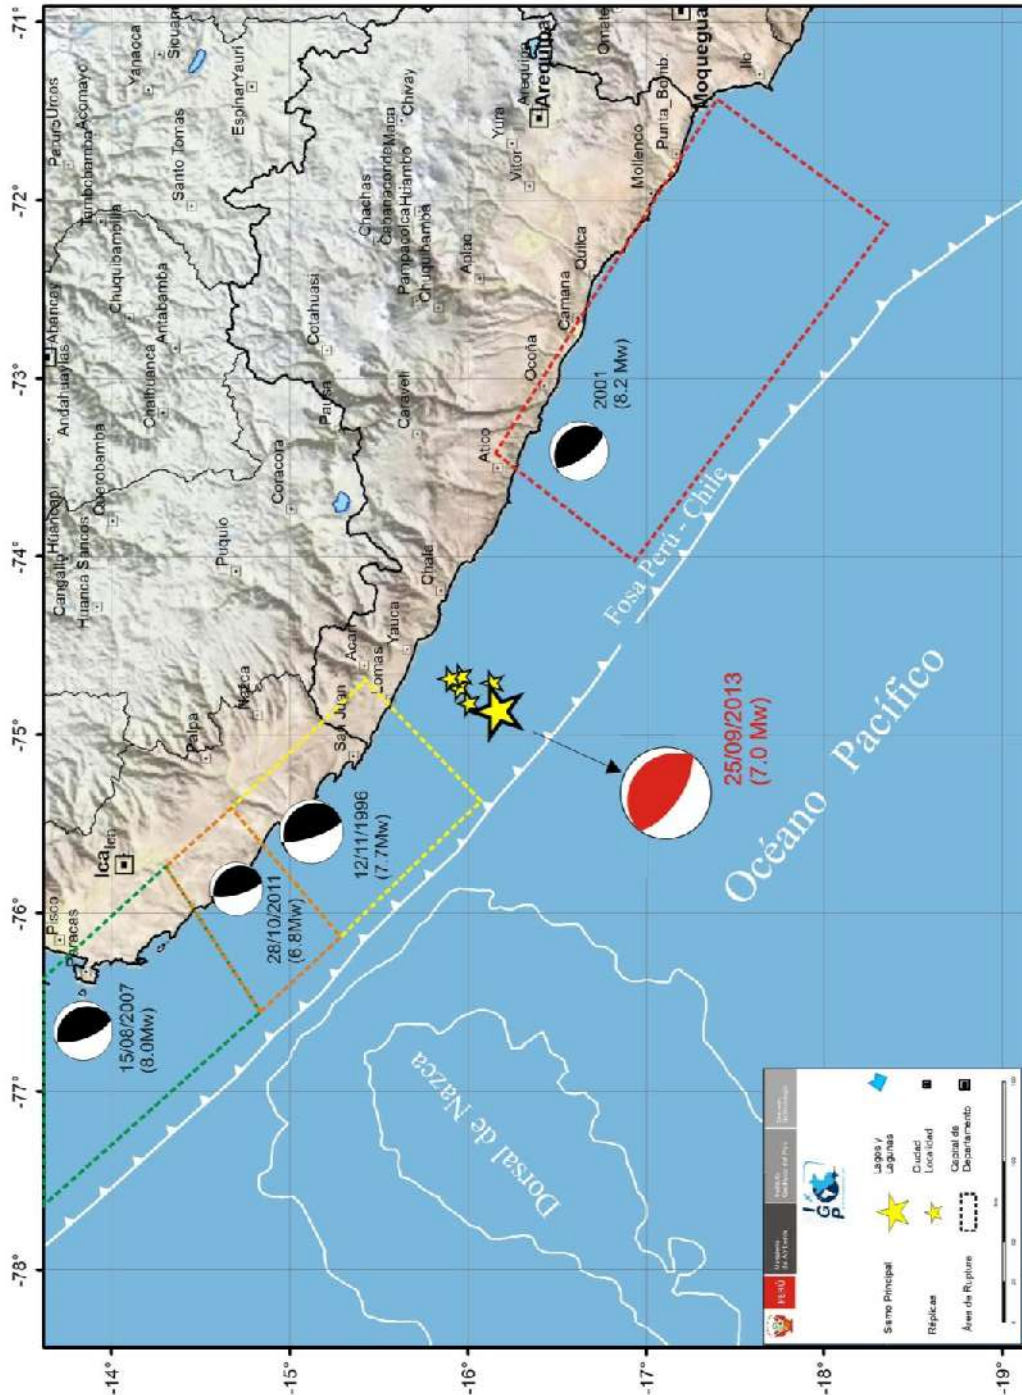 -78°
-77°
-76°
-75°
-74°
-73°
-72°
-71°
-14°
-15°
-16°
-17°
-18°
-19°
Pisco
Paracas
Ica
Palpa
Nazca
San Juan
Acari
Lomas
Yauca
Chala
Puquio
Coracora
Pausa
Cangallo
Huancapi
Huanca Sancos
Querobamba
Andahuaylas
Abancay
Chalhuanca
Antabamba
Chuquibambilla
Tambobamba
Paruro
Urcos
Acomayo
Yanaoca
Santo Tomas
Espinar
Yauri
Cotahuasi
Caraveli
Chachas
Cabanaconde
Maca
Pampacolca
Huambo
Chivay
Chuquibamba
Aplao
Atico
Ocoña
Camana
Quilca
Yura
Vitor
Arequipa
Arequipa
Omate
Mollendo
Punta_Bomb.
Moquegua
Ilo
15/08/2007
(8.0Mw)
28/10/2011
(6.8Mw)
12/11/1996
(7.7Mw)
25/09/2013
(7.0 Mw)
2001
(8.2 Mw)
Fosa Perú - Chile
Océano Pacífico
Dorsal de Nazca
PERÚ
IGP
Sismo Principal
Réplicas
Área de Ruptura
Lagos y
Lagunas
Ciudad
Localidad
Capital de
Departamento